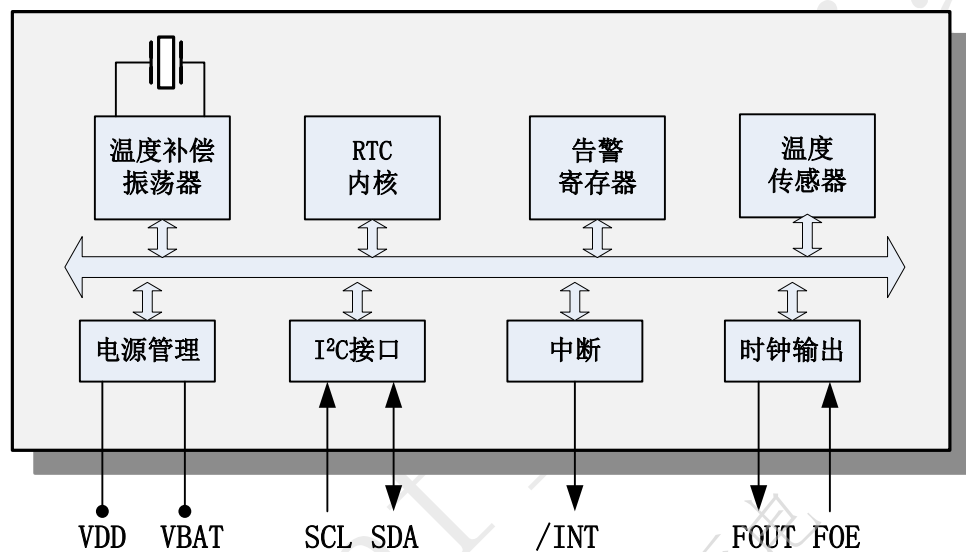 温度补偿
振荡器
RTC
内核
告警
寄存器
温度
传感器
电源管理
I²C接口
中断
时钟输出
VDD VBAT SCL SDA /INT FOUT FOE